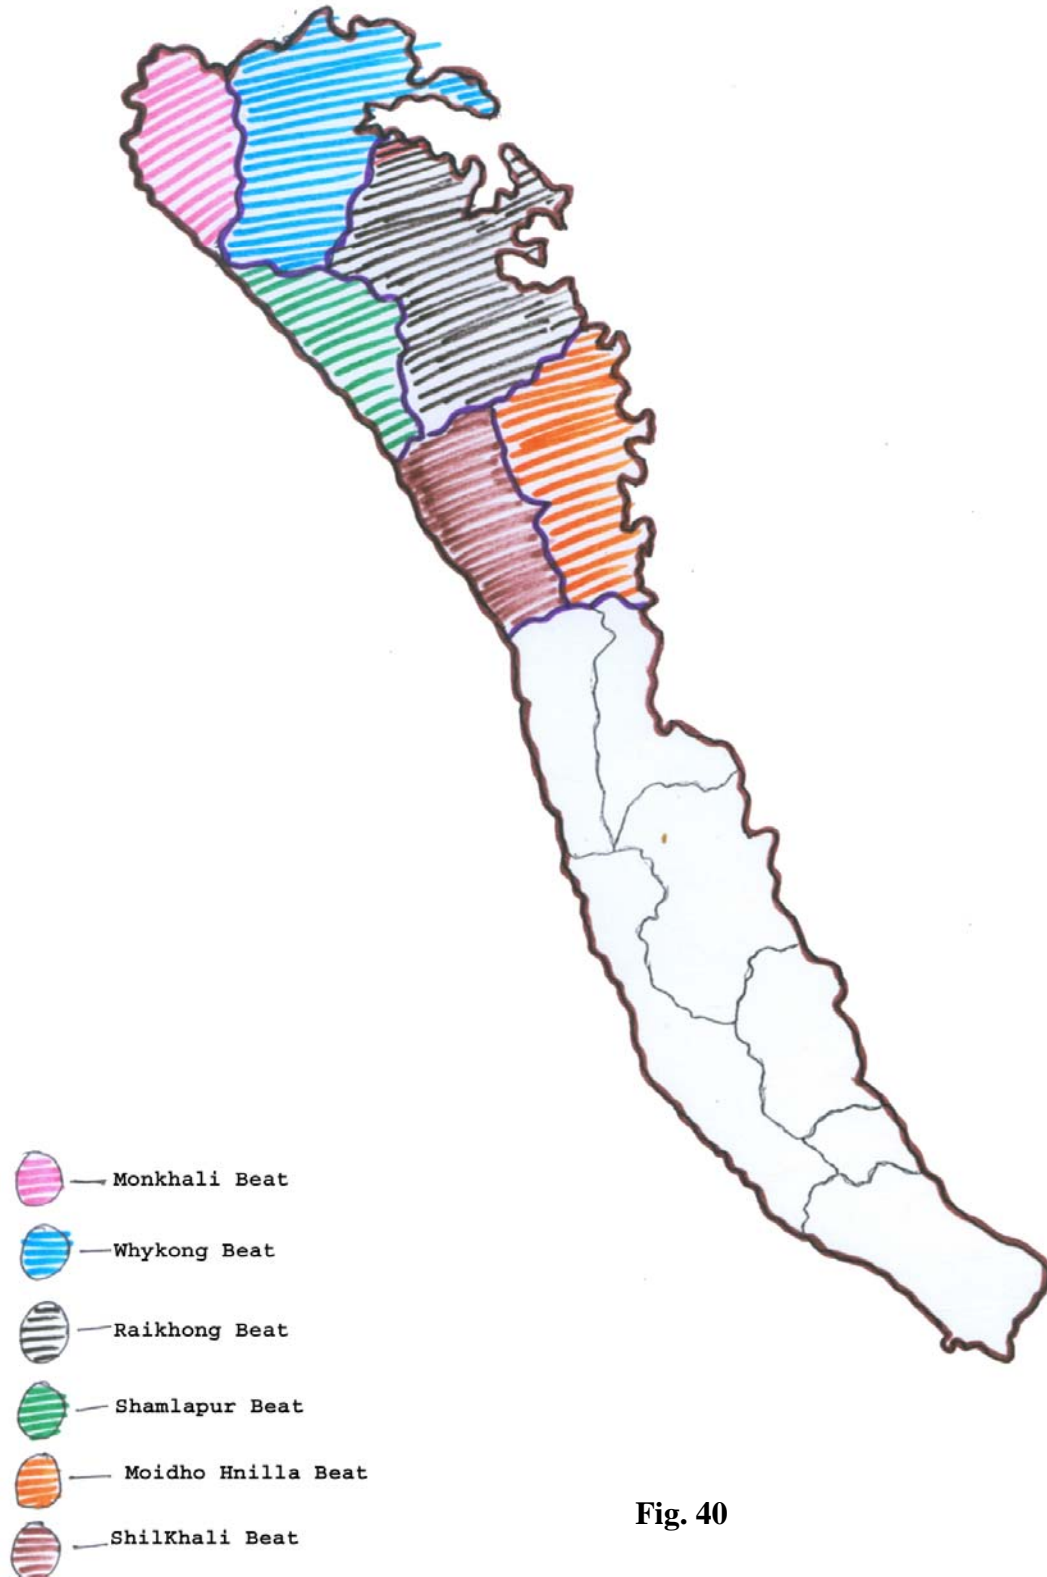 Monkhali Beat
Whykong Beat
Raikhong Beat
Shamlapur Beat
Moidho Hnilla Beat
ShilKhali Beat
Fig. 40